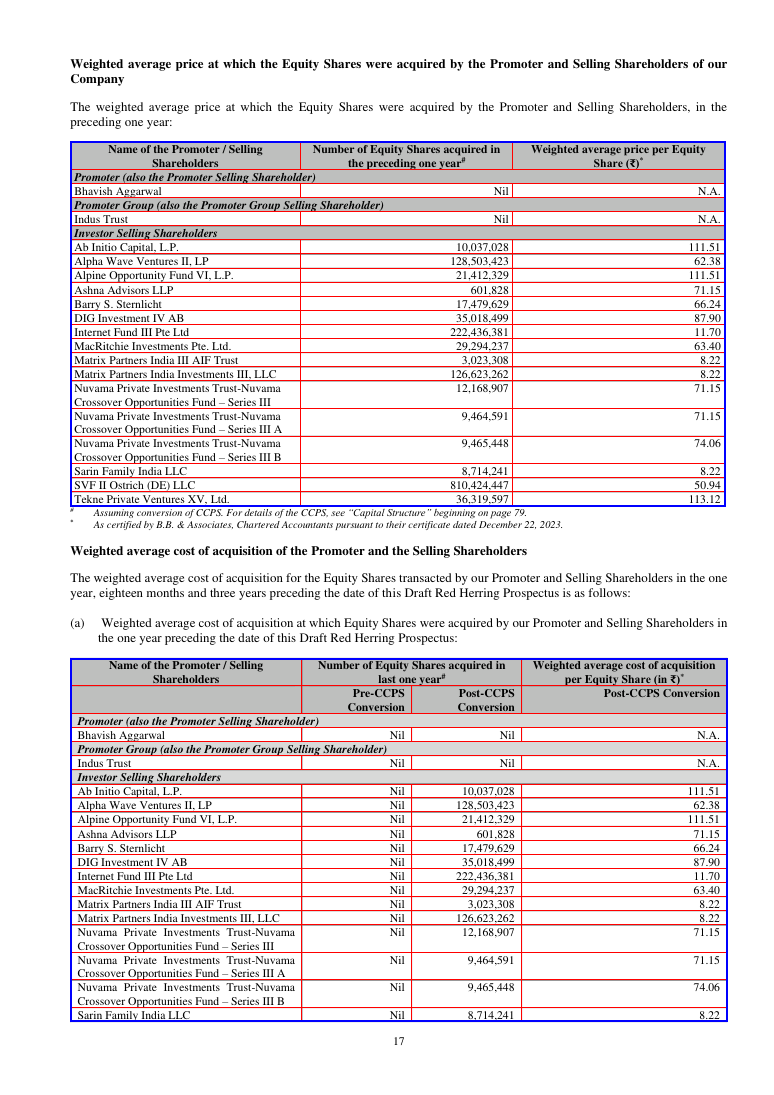 Weighted average price at which the Equity Shares were acquired by the Promoter and Selling Shareholders of our
Company
The weighted average price at which the Equity Shares were acquired by the Promoter and Selling Shareholders, in the
preceding one year:
Name of the Promoter / Selling Shareholders Number of Equity Shares acquired in the preceding one year# Weighted average price per Equity Share (₹)*
Promoter (also the Promoter Selling Shareholder)
Bhavish Aggarwal Nil N.A.
Promoter Group (also the Promoter Group Selling Shareholder)
Indus Trust Nil N.A.
Investor Selling Shareholders
Ab Initio Capital, L.P. 10,037,028 111.51
Alpha Wave Ventures II, LP 128,503,423 62.38
Alpine Opportunity Fund VI, L.P. 21,412,329 111.51
Ashna Advisors LLP 601,828 71.15
Barry S. Sternlicht 17,479,629 66.24
DIG Investment IV AB 35,018,499 87.90
Internet Fund III Pte Ltd 222,436,381 11.70
MacRitchie Investments Pte. Ltd. 29,294,237 63.40
Matrix Partners India III AIF Trust 3,023,308 8.22
Matrix Partners India Investments III, LLC 126,623,262 8.22
Nuvama Private Investments Trust-Nuvama 12,168,907 71.15
Crossover Opportunities Fund – Series III
Nuvama Private Investments Trust-Nuvama 9,464,591 71.15
Crossover Opportunities Fund – Series III A
Nuvama Private Investments Trust-Nuvama 9,465,448 74.06
Crossover Opportunities Fund – Series III B
Sarin Family India LLC 8,714,241 8.22
SVF II Ostrich (DE) LLC 810,424,447 50.94
Tekne Private Ventures XV, Ltd. 36,319,597 113.12
# Assuming conversion of CCPS. For details of the CCPS, see “Capital Structure” beginning on page 79.
* As certified by B.B. & Associates, Chartered Accountants pursuant to their certificate dated December 22, 2023.
Weighted average cost of acquisition of the Promoter and the Selling Shareholders
The weighted average cost of acquisition for the Equity Shares transacted by our Promoter and Selling Shareholders in the one
year, eighteen months and three years preceding the date of this Draft Red Herring Prospectus is as follows:
(a) Weighted average cost of acquisition at which Equity Shares were acquired by our Promoter and Selling Shareholders in
the one year preceding the date of this Draft Red Herring Prospectus:
Name of the Promoter / Selling Shareholders Number of Equity Shares acquired in last one year# Weighted average cost of acquisition per Equity Share (in ₹)*
Pre-CCPS Conversion Post-CCPS Conversion Post-CCPS Conversion
Promoter (also the Promoter Selling Shareholder)
Bhavish Aggarwal Nil Nil N.A.
Promoter Group (also the Promoter Group Selling Shareholder)
Indus Trust Nil Nil N.A.
Investor Selling Shareholders
Ab Initio Capital, L.P. Nil 10,037,028 111.51
Alpha Wave Ventures II, LP Nil 128,503,423 62.38
Alpine Opportunity Fund VI, L.P. Nil 21,412,329 111.51
Ashna Advisors LLP Nil 601,828 71.15
Barry S. Sternlicht Nil 17,479,629 66.24
DIG Investment IV AB Nil 35,018,499 87.90
Internet Fund III Pte Ltd Nil 222,436,381 11.70
MacRitchie Investments Pte. Ltd. Nil 29,294,237 63.40
Matrix Partners India III AIF Trust Nil 3,023,308 8.22
Matrix Partners India Investments III, LLC Nil 126,623,262 8.22
Nuvama Private Investments Trust-Nuvama Nil 12,168,907 71.15
Crossover Opportunities Fund – Series III
Nuvama Private Investments Trust-Nuvama Nil 9,464,591 71.15
Crossover Opportunities Fund – Series III A
Nuvama Private Investments Trust-Nuvama Nil 9,465,448 74.06
Crossover Opportunities Fund – Series III B
Sarin Family India LLC Nil 8,714,241 8.22
17